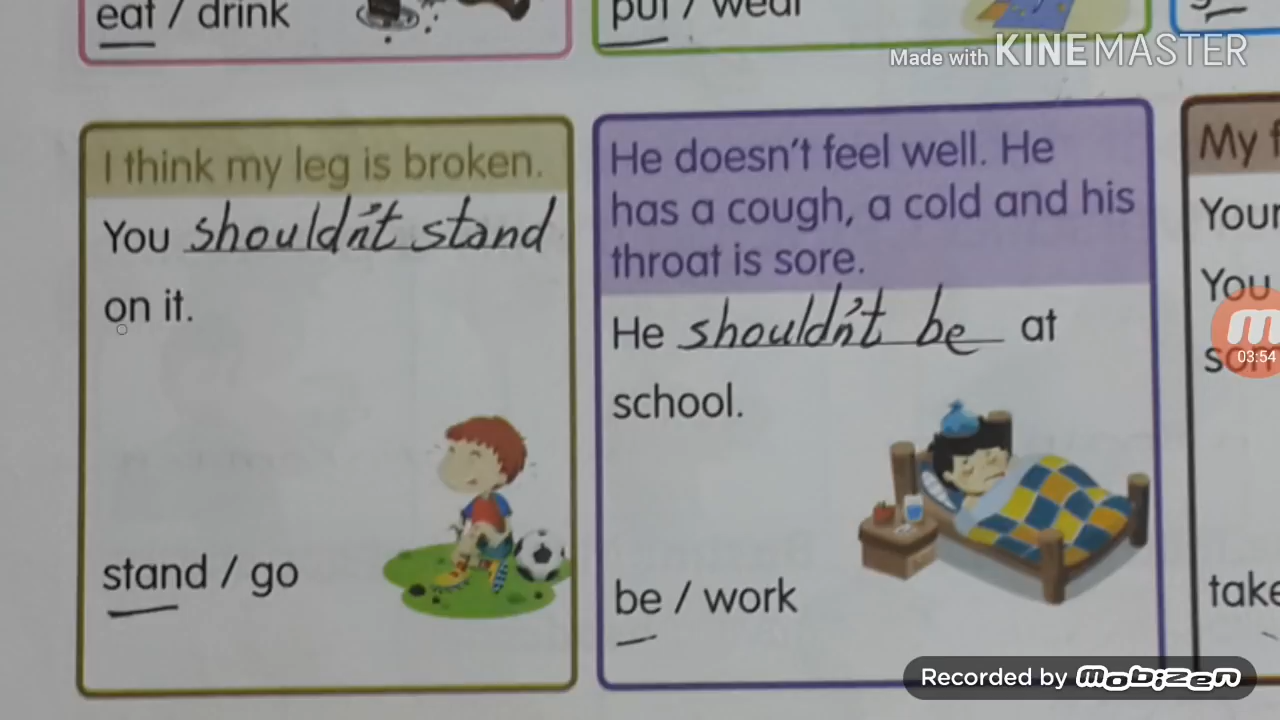 eat / drink
put / wear
Made with KINEMASTER
I think my leg is broken.
You shouldn't stand
on it.
stand / go
He doesn't feel well. He
has a cough, a cold and his
throat is sore.
He shouldn't be at
school.
be / work
My
Your
You
som
take
03:54
Recorded by mobizen